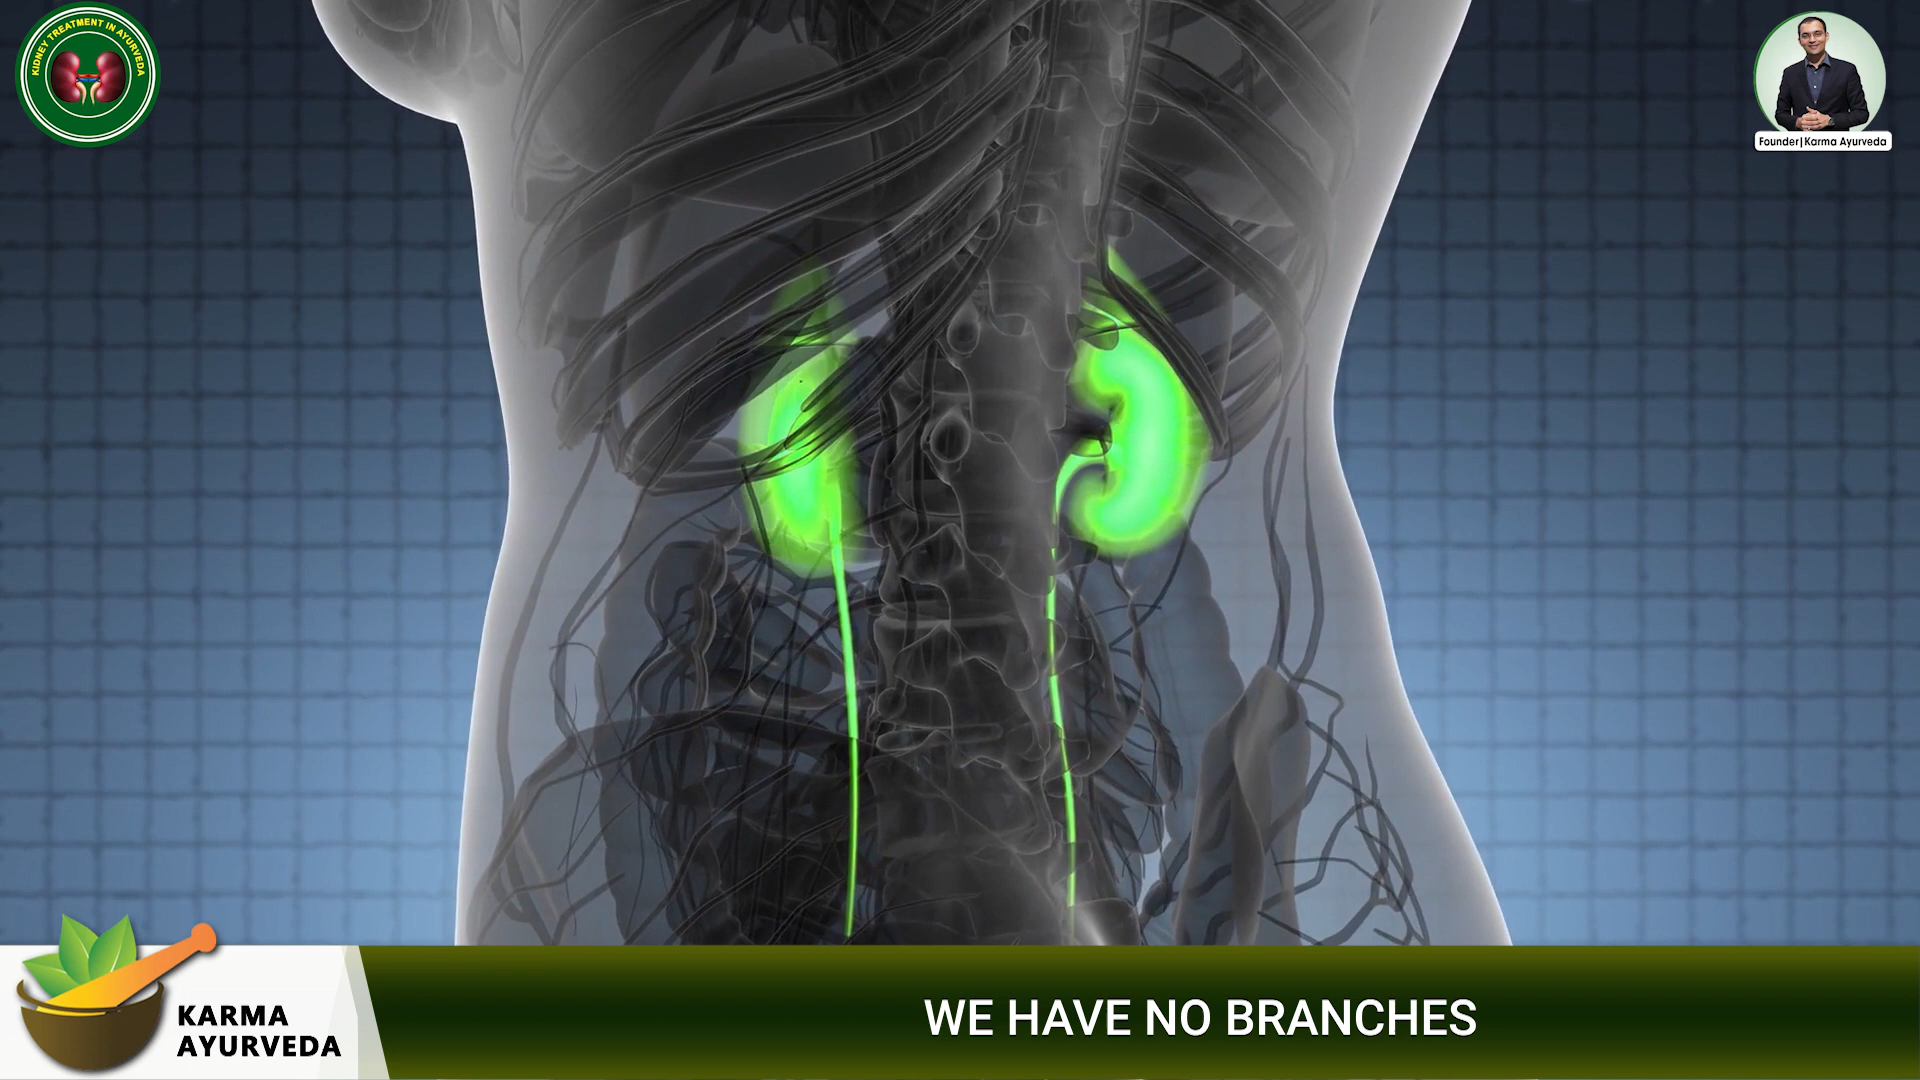 KIDNEY TREATMENT IN AYURVEDA
Founder|Karma Ayurveda
KARMA
AYURVEDA
WE HAVE NO BRANCHES